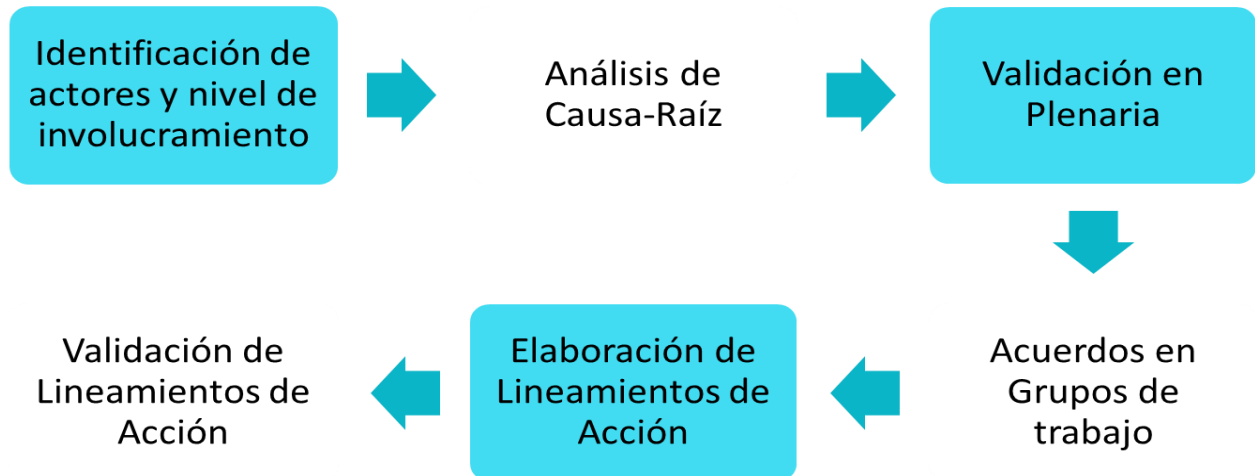 Identificación de
actores y nivel de
involucramiento
Análisis de
Causa-Raíz
Validación en
Plenaria
Acuerdos en
Grupos de
trabajo
Elaboración de
Lineamientos de
Acción
Validación de
Lineamientos de
Acción